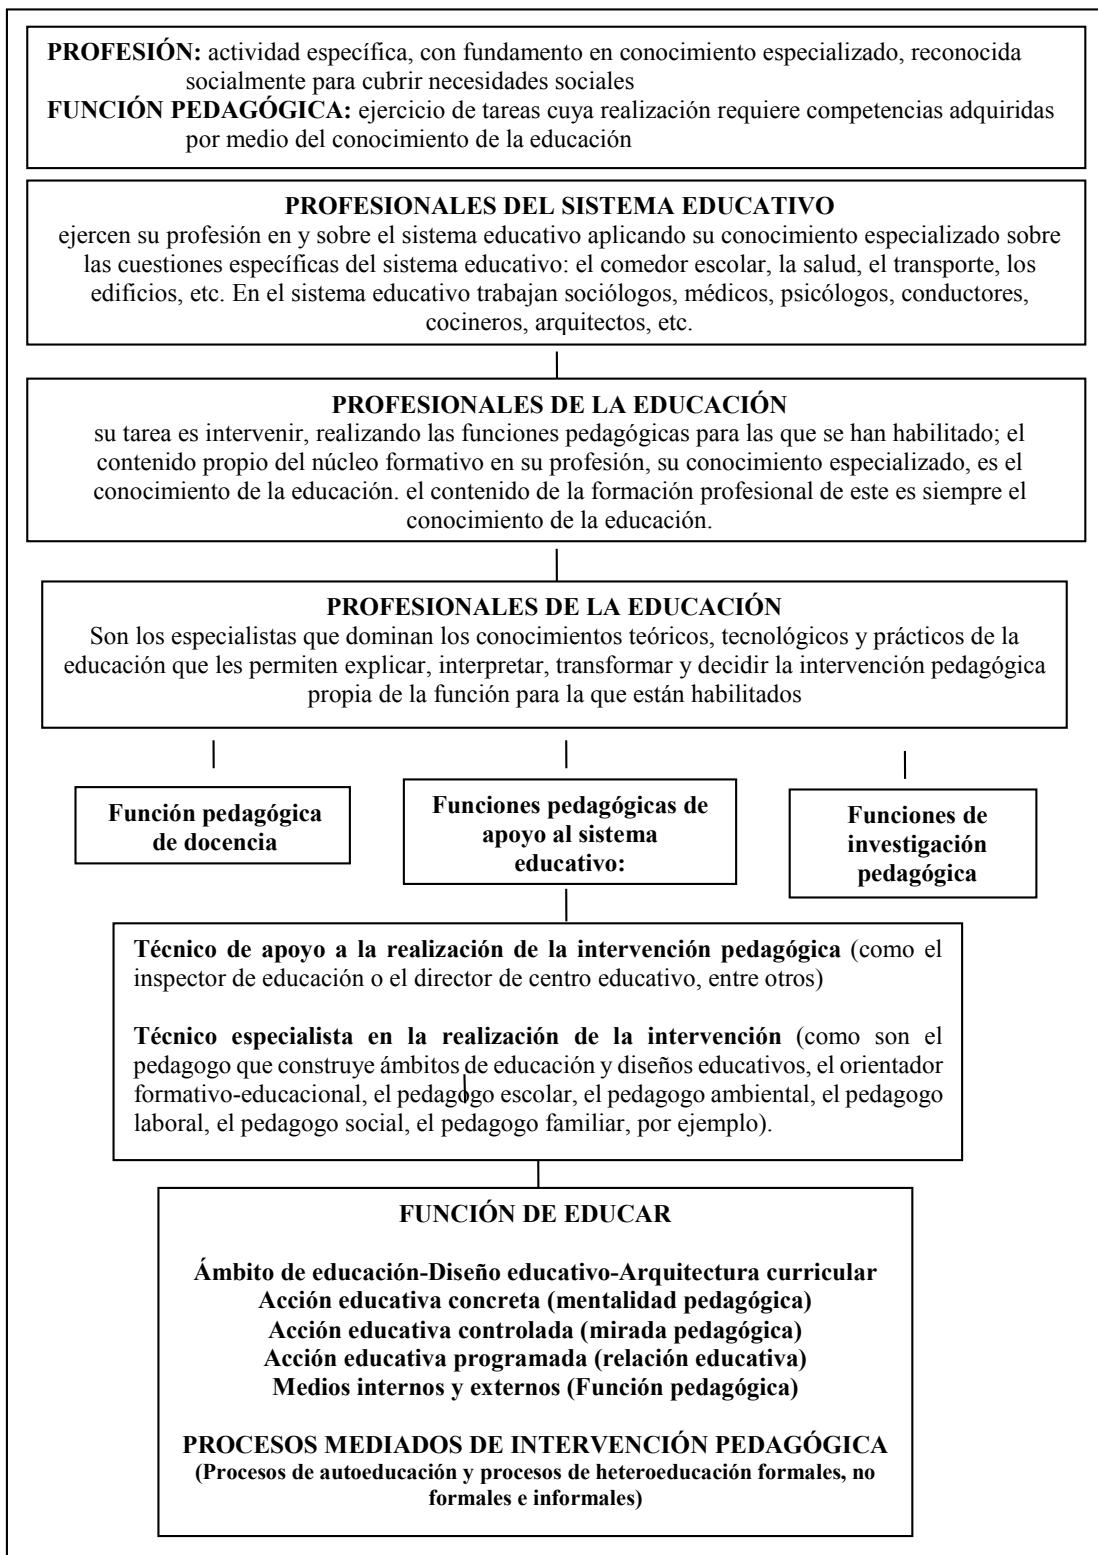 PROFESIÓN: actividad específica, con fundamento en conocimiento especializado, reconocida
socialmente para cubrir necesidades sociales
FUNCIÓN PEDAGÓGICA: ejercicio de tareas cuya realización requiere competencias adquiridas
por medio del conocimiento de la educación
PROFESIONALES DEL SISTEMA EDUCATIVO
ejercen su profesión en y sobre el sistema educativo aplicando su conocimiento especializado sobre
las cuestiones específicas del sistema educativo: el comedor escolar, la salud, el transporte, los
edificios, etc. En el sistema educativo trabajan sociólogos, médicos, psicólogos, conductores,
cocineros, arquitectos, etc.
PROFESIONALES DE LA EDUCACIÓN
su tarea es intervenir, realizando las funciones pedagógicas para las que se han habilitado; el
contenido propio del núcleo formativo en su profesión, su conocimiento especializado, es el
conocimiento de la educación. el contenido de la formación profesional de este es siempre el
conocimiento de la educación.
PROFESIONALES DE LA EDUCACIÓN
Son los especialistas que dominan los conocimientos teóricos, tecnológicos y prácticos de la
educación que les permiten explicar, interpretar, transformar y decidir la intervención pedagógica
propia de la función para la que están habilitados
Función pedagógica
de docencia
Funciones pedagógicas de
apoyo al sistema
educativo:
Funciones de
investigación
pedagógica
Técnico de apoyo a la realización de la intervención pedagógica (como el
inspector de educación o el director de centro educativo, entre otros)
Técnico especialista en la realización de la intervención (como son el
pedagogo que construye ámbitos de educación y diseños educativos, el orientador
formativo-educacional, el pedagogo escolar, el pedagogo ambiental, el pedagogo
laboral, el pedagogo social, el pedagogo familiar, por ejemplo).
FUNCIÓN DE EDUCAR
Ámbito de educación-Diseño educativo-Arquitectura curricular
Acción educativa concreta (mentalidad pedagógica)
Acción educativa controlada (mirada pedagógica)
Acción educativa programada (relación educativa)
Medios internos y externos (Función pedagógica)
PROCESOS MEDIADOS DE INTERVENCIÓN PEDAGÓGICA
(Procesos de autoeducación y procesos de heteroeducación formales, no
formales e informales)